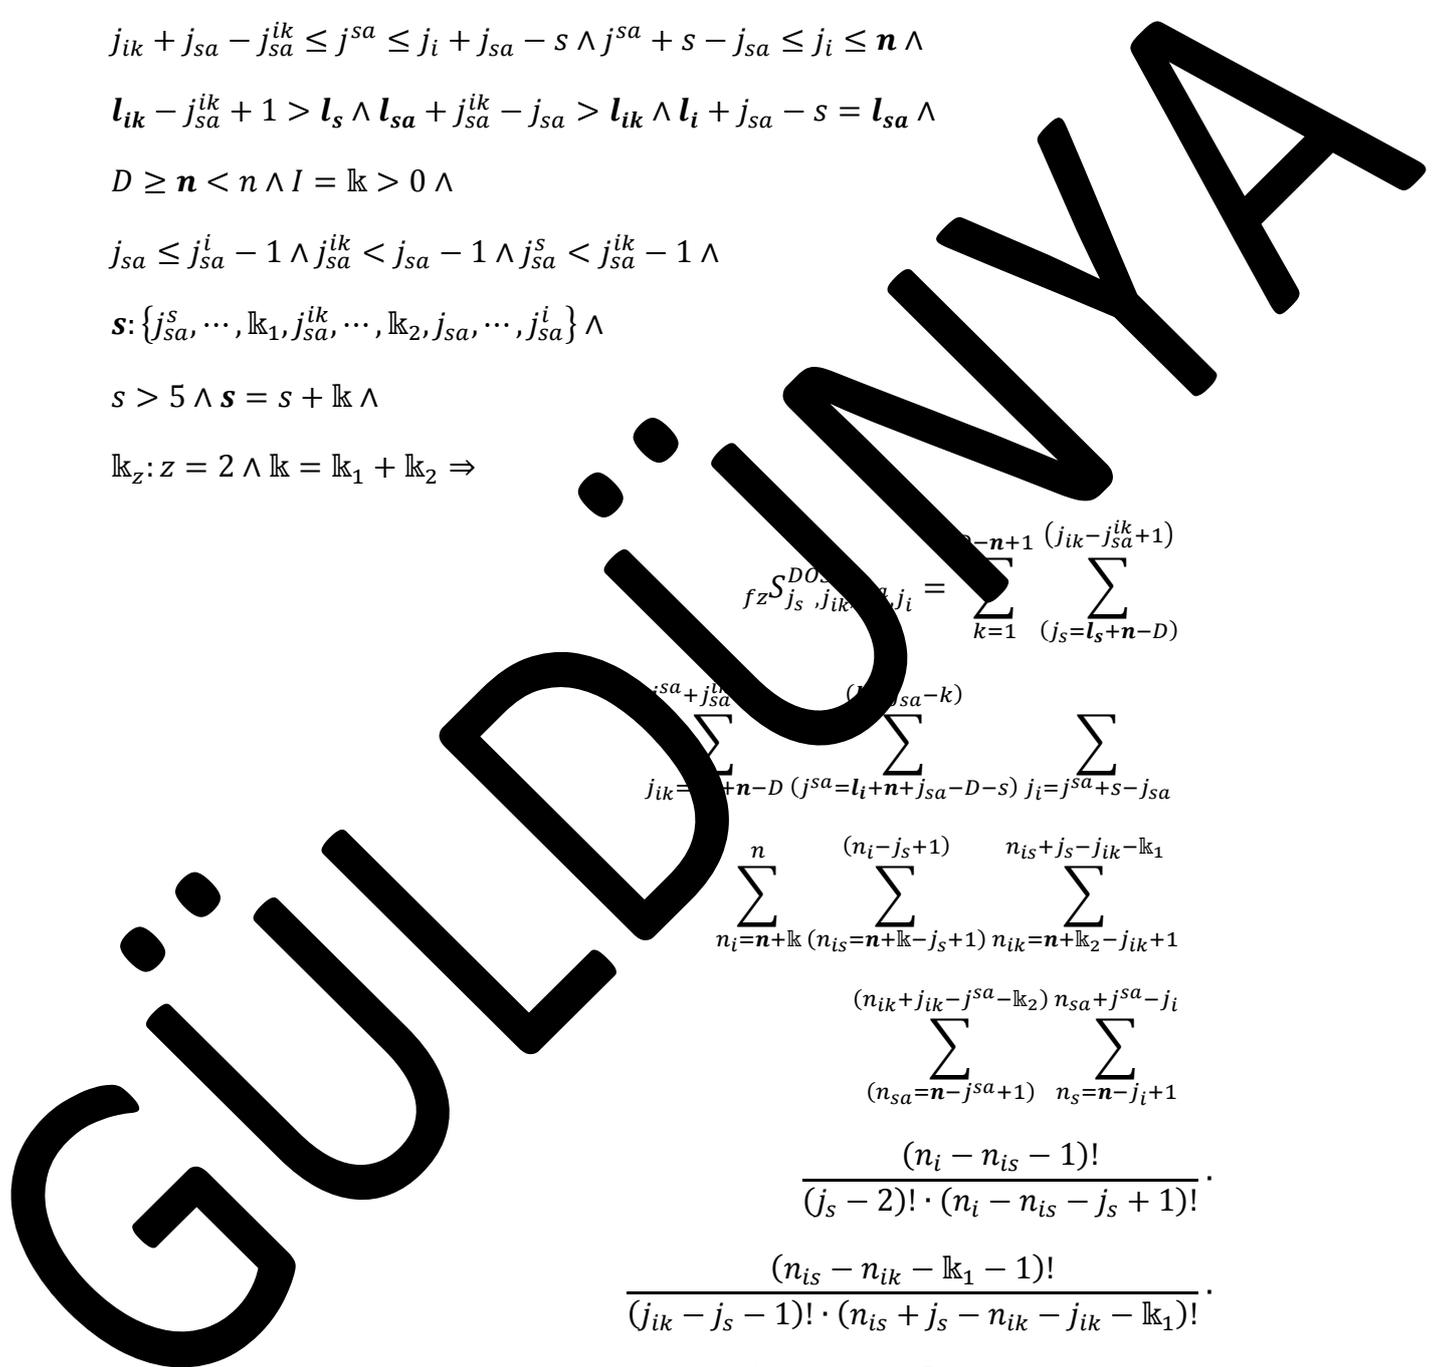 j_{ik} + j_{sa} − j_{sa}^{ik} ≤ j^{sa} ≤ j_i + j_{sa} − s ∧ j^{sa} + s − j_{sa} ≤ j_i ≤ 𝒏 ∧
𝒍_{𝒊𝒌} − j_{sa}^{ik} + 1 > 𝒍_𝒔 ∧ 𝒍_{𝒔𝒂} + j_{sa}^{ik} − j_{sa} > 𝒍_{𝒊𝒌} ∧ 𝒍_𝒊 + j_{sa} − s = 𝒍_{𝒔𝒂} ∧
D ≥ 𝒏 < n ∧ I = 𝕜 > 0 ∧
j_{sa} ≤ j_{sa}^{i} − 1 ∧ j_{sa}^{ik} < j_{sa} − 1 ∧ j_{sa}^{s} < j_{sa}^{ik} − 1 ∧
𝒔: {j_{sa}^{s}, ⋯ , 𝕜_1, j_{sa}^{ik}, ⋯ , 𝕜_2, j_{sa}, ⋯ , j_{sa}^{i}} ∧
s > 5 ∧ 𝒔 = s + 𝕜 ∧
𝕜_z: z = 2 ∧ 𝕜 = 𝕜_1 + 𝕜_2 ⇒
−𝒏+1 (j_{ik}−j_{sa}^{ik}+1)
_{fz}S = ∑ ∑
k=1 (j_s=𝒍_𝒔+𝒏−D)
∑ ∑ ∑
(j^{sa}=𝒍_𝒊+𝒏+j_{sa}−D−s) j_i=j^{sa}+s−j_{sa}
n (n_i−j_s+1) n_{is}+j_s−j_{ik}−𝕜_1
∑ ∑ ∑
n_i=𝒏+𝕜 (n_{is}=𝒏+𝕜−j_s+1) n_{ik}=𝒏+𝕜_2−j_{ik}+1
(n_{ik}+j_{ik}−j^{sa}−𝕜_2) n_{sa}+j^{sa}−j_i
∑ ∑
(n_{sa}=𝒏−j^{sa}+1) n_s=𝒏−j_i+1
(n_i − n_{is} − 1)!
(j_s − 2)! · (n_i − n_{is} − j_s + 1)! ·
(n_{is} − n_{ik} − 𝕜_1 − 1)!
(j_{ik} − j_s − 1)! · (n_{is} + j_s − n_{ik} − j_{ik} − 𝕜_1)! ·
GÜLDÜNYA